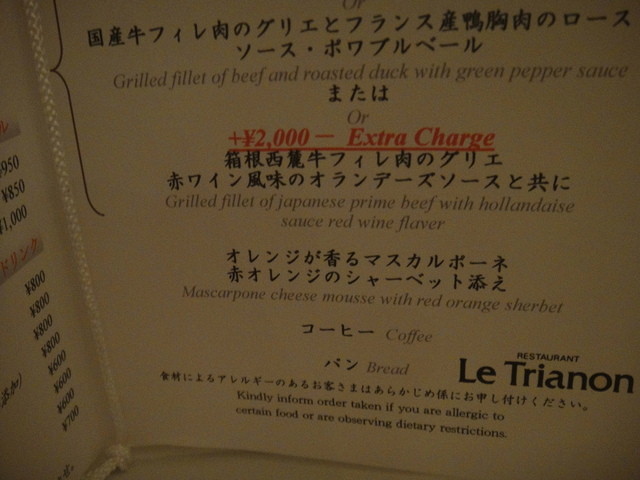 Or
国産牛フィレ肉のグリエとフランス産鴨胸肉のロース
ソース・ポワブルベール
Grilled fillet of beef and roasted duck with green pepper sauce
または
Or
+¥2,000ー Extra Charge
箱根西麓牛フィレ肉のグリエ
赤ワイン風味のオランデーズソースと共に
Grilled fillet of japanese prime beef with hollandaise
sauce red wine flaver
オレンジが香るマスカルポーネ
赤オレンジのシャーベット添え
Mascarpone cheese mousse with red orange sherbet
コーヒー Coffee
パン Bread
RESTAURANT
Le Trianon
食材によるアレルギーのあるお客さまはあらかじめ係にお申し付けください。
Kindly inform order taken if you are allergic to
certain food or are observing dietary restrictions.
ル
¥950
¥850
¥1,000
ドリンク
¥800
¥800
¥800
¥800
¥600
¥600
添加)
¥600
¥700